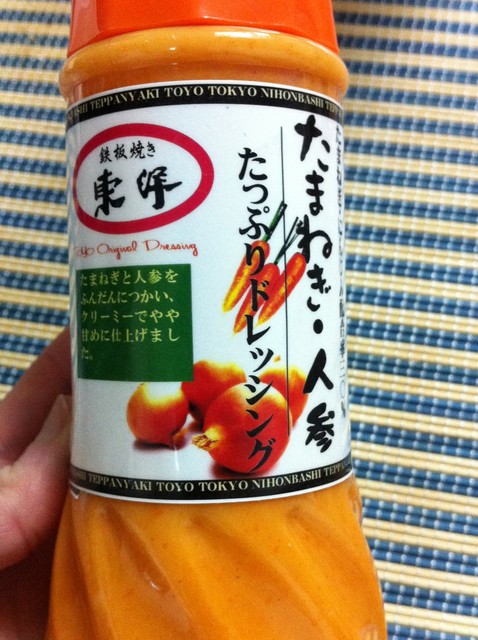 TEPPANYAKI TOYO TOKYO NIHONBASHI
鉄板焼き
東洋
TOYO Original Dressing
たまねぎ・人参
たっぷりドレッシング
たまねぎと人参を
ふんだんにつかい、
クリーミーでやや
甘めに仕上げまし
た。
TEPPANYAKI TOYO TOKYO NIHONBASHI